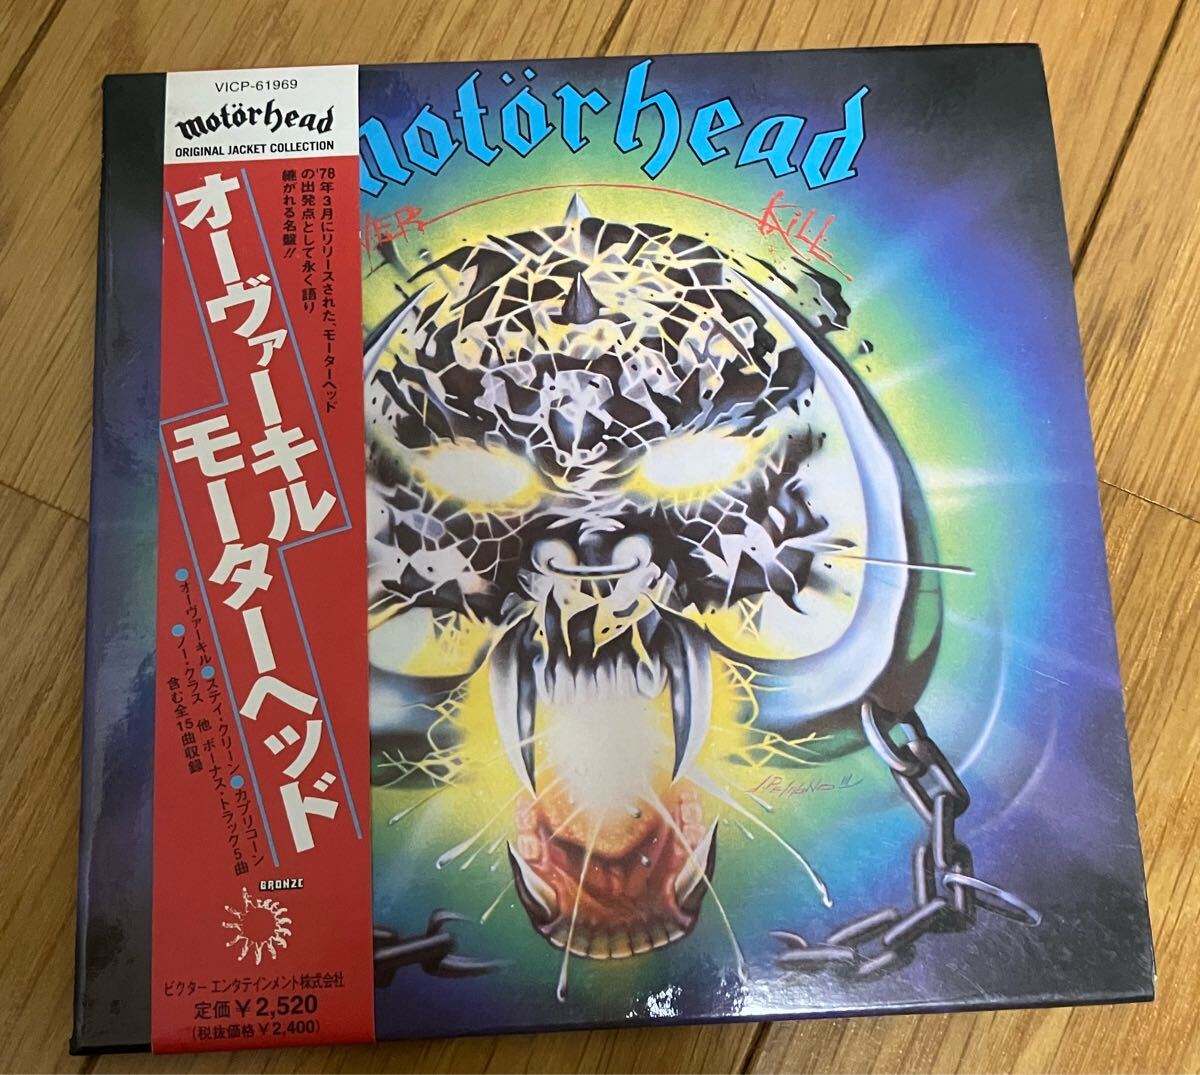 VICP-61969
motörhead
ORIGINAL JACKET COLLECTION
'78年3月にリリースされた、モーターヘッド
の出発点として永く語り
継がれる名盤!!
オーヴァーキル
モーターヘッド
●オーヴァーキル●ステイ・クリーン●カプリコーン
●ノー・クラス 他 ボーナス・トラック5曲
含む全15曲収録
BRONZE
ビクター エンタテインメント株式会社
定価￥2,520
(税抜価格￥2,400)
motörhead
VER
KiLL